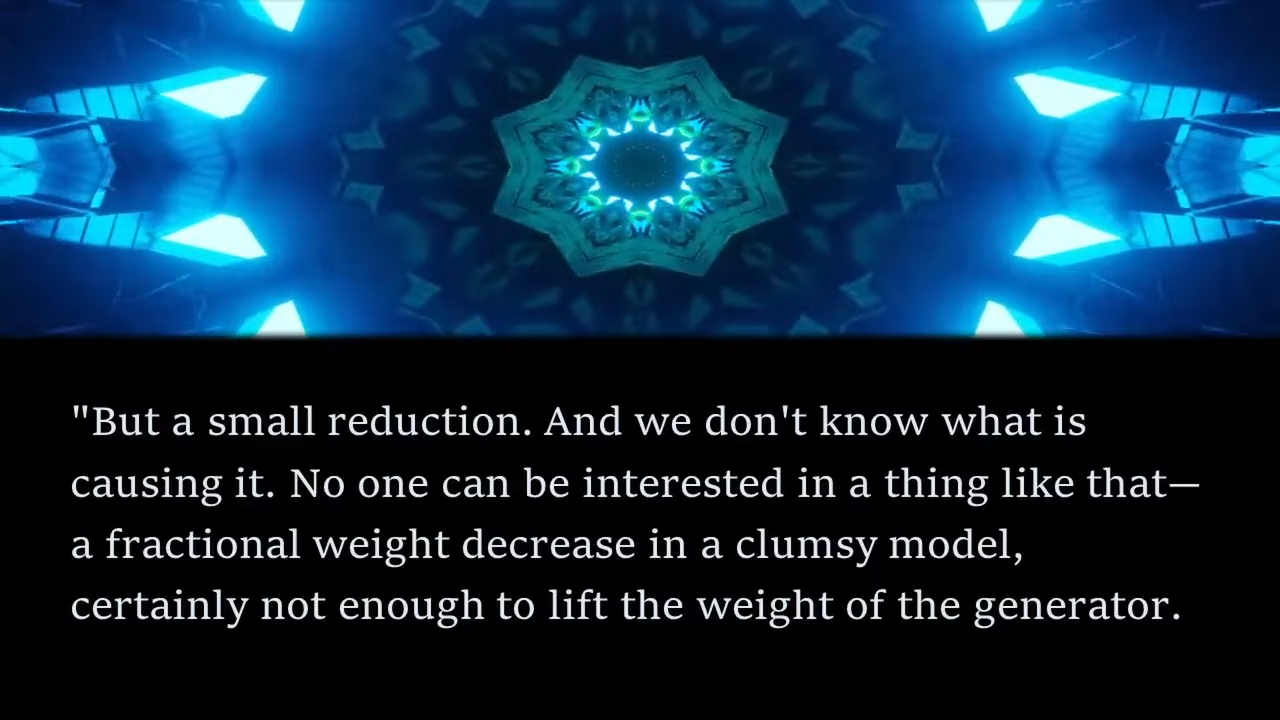 "But a small reduction. And we don't know what is
causing it. No one can be interested in a thing like that—
a fractional weight decrease in a clumsy model,
certainly not enough to lift the weight of the generator.